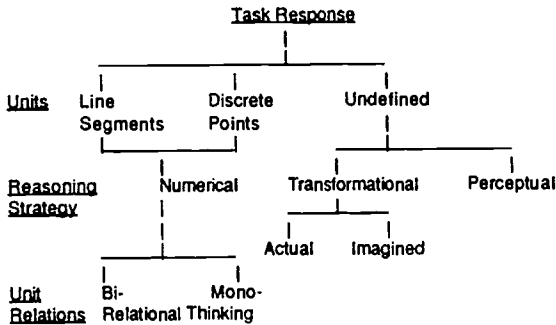 Task Response
Units Line Discrete Undefined
Segments Points
Reasoning Numerical Transformational Perceptual
Strategy
Actual Imagined
Unit Bi- Mono-
Relations Relational Thinking